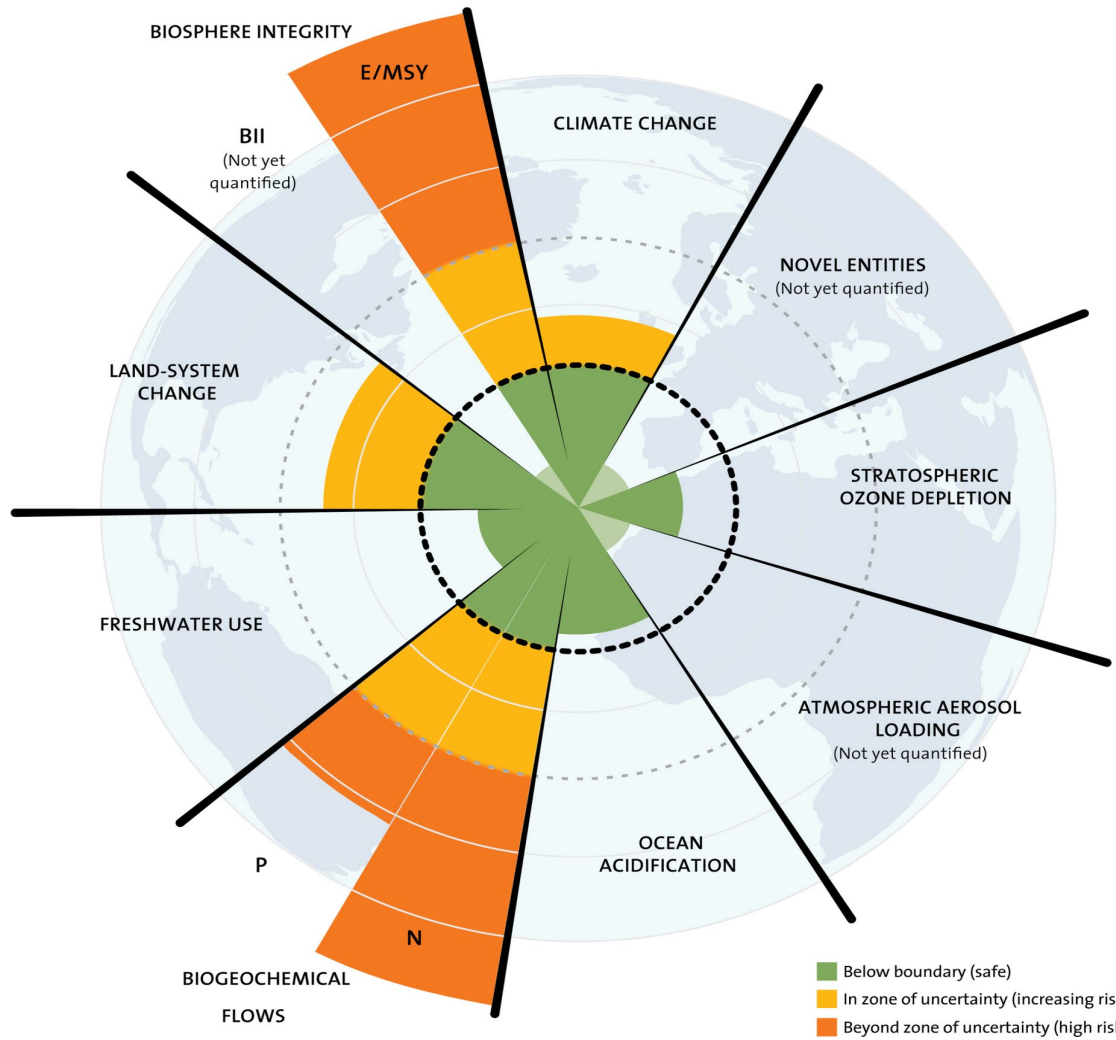 BIOSPHERE INTEGRITY
E/MSY
BII
(Not yet
quantified)
CLIMATE CHANGE
NOVEL ENTITIES
(Not yet quantified)
LAND-SYSTEM
CHANGE
STRATOSPHERIC
OZONE DEPLETION
FRESHWATER USE
ATMOSPHERIC AEROSOL
LOADING
(Not yet quantified)
OCEAN
ACIDIFICATION
P
N
BIOGEOCHEMICAL
FLOWS
Below boundary (safe)
In zone of uncertainty (increasing ris
Beyond zone of uncertainty (high ris